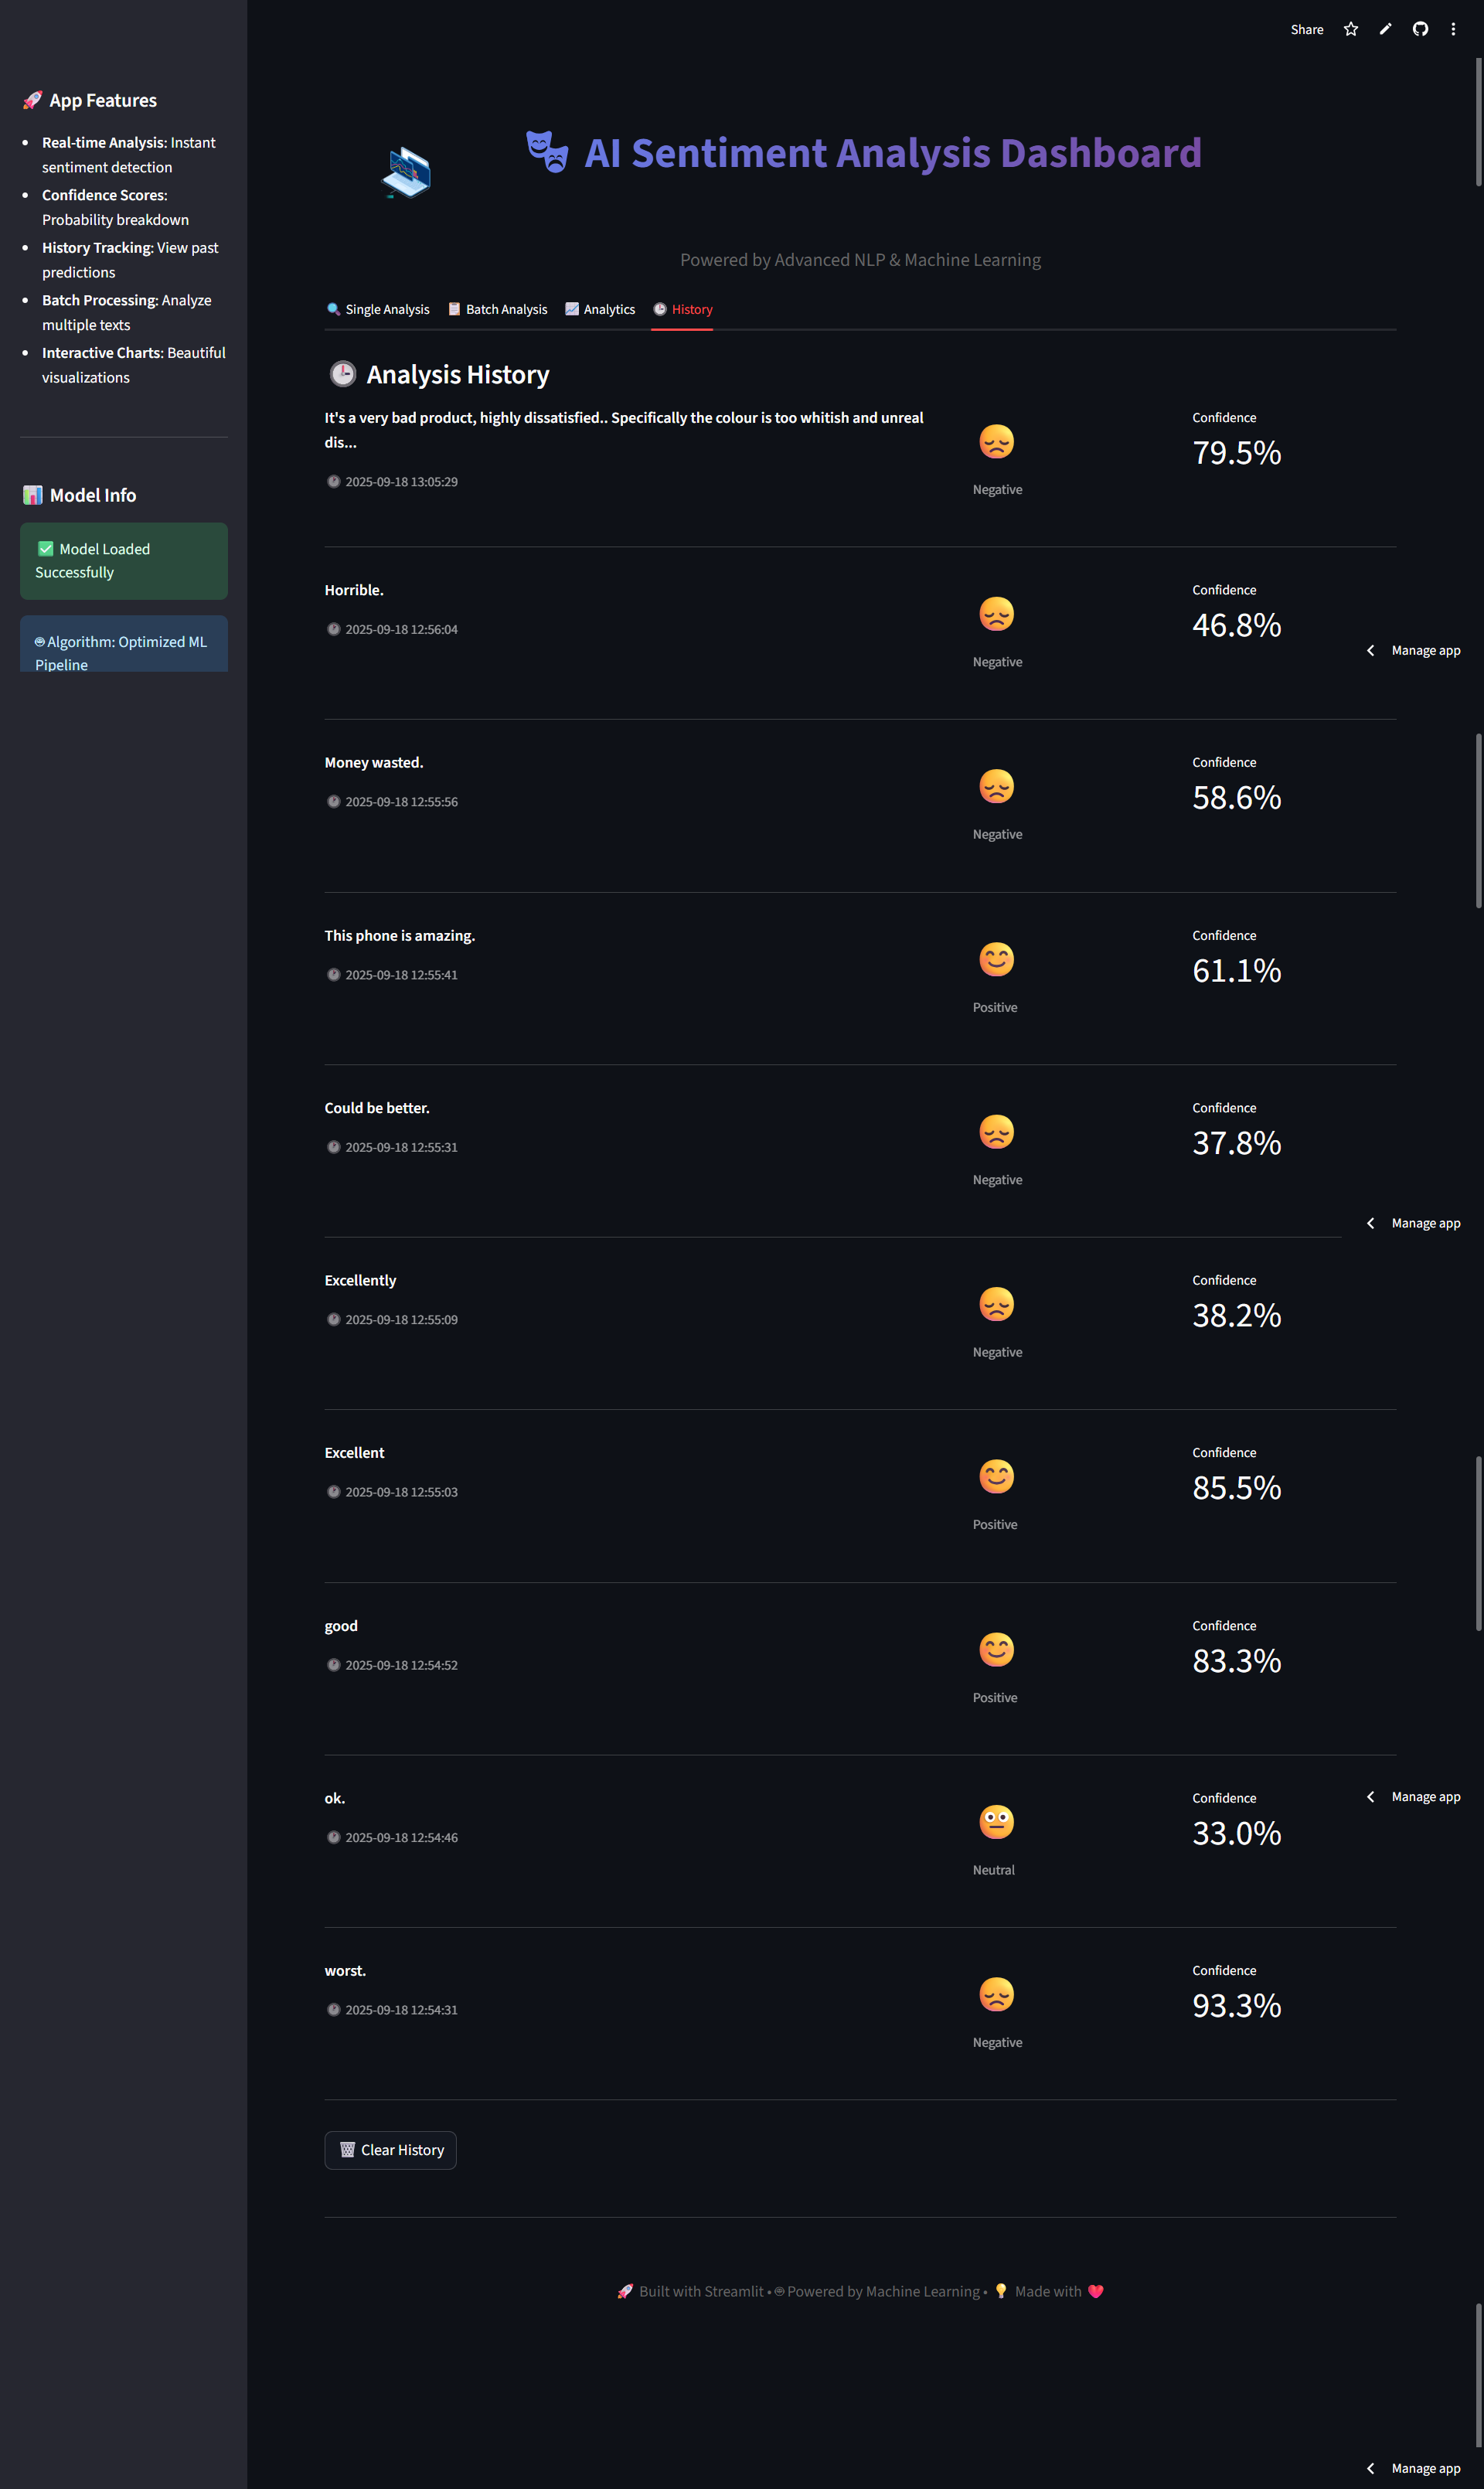 Share
🚀 App Features
• Real-time Analysis: Instant
sentiment detection
• Confidence Scores:
Probability breakdown
• History Tracking: View past
predictions
• Batch Processing: Analyze
multiple texts
• Interactive Charts: Beautiful
visualizations
📊 Model Info
✅ Model Loaded
Successfully
Algorithm: Optimized ML
Pipeline
🎭 AI Sentiment Analysis Dashboard
Powered by Advanced NLP & Machine Learning
🔍 Single Analysis 📋 Batch Analysis 📈 Analytics 🕒 History
🕒 Analysis History
It's a very bad product, highly dissatisfied.. Specifically the colour is too whitish and unreal
dis...
2025-09-18 13:05:29
Negative
Confidence
79.5%
Horrible.
2025-09-18 12:56:04
Negative
Confidence
46.8%
Manage app
Money wasted.
2025-09-18 12:55:56
Negative
Confidence
58.6%
This phone is amazing.
2025-09-18 12:55:41
Positive
Confidence
61.1%
Could be better.
2025-09-18 12:55:31
Negative
Confidence
37.8%
Manage app
Excellently
2025-09-18 12:55:09
Negative
Confidence
38.2%
Excellent
2025-09-18 12:55:03
Positive
Confidence
85.5%
good
2025-09-18 12:54:52
Positive
Confidence
83.3%
ok.
2025-09-18 12:54:46
Neutral
Confidence
33.0%
Manage app
worst.
2025-09-18 12:54:31
Negative
Confidence
93.3%
🗑️ Clear History
🚀 Built with Streamlit • Powered by Machine Learning • 💡 Made with ❤️
Manage app